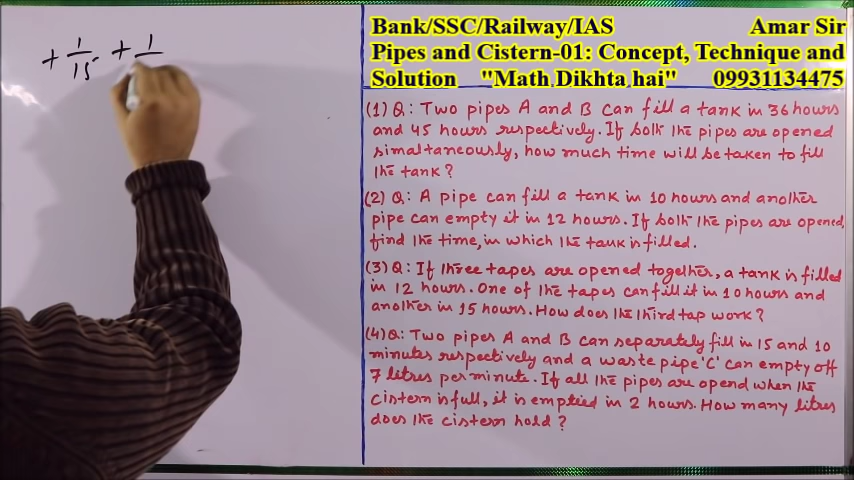 + 1/15 + 1
Bank/SSC/Railway/IAS Amar Sir
Pipes and Cistern-01: Concept, Technique and
Solution "Math Dikhta hai" 09931134475
(1) Q: Two pipes A and B can fill a tank in 36 hours
and 45 hours respectively. If both the pipes are opened
simaltaneously, how much time will be taken to fill
the tank?
(2) Q: A pipe can fill a tank in 10 hours and another
pipe can empty it in 12 hours. If both the pipes are opened,
find the time, in which the tank is filled.
(3) Q: If three tapes are opened together, a tank is filled
in 12 hours. One of the tapes can fill it in 10 hours and
another in 15 hours. How does the third tap work?
(4) Q: Two pipes A and B can separately fill in 15 and 10
minutes respectively and a waste pipe 'C' can empty off
7 litres per minute. If all the pipes are opend when the
cistern is full, it is emptied in 2 hours. How many litres
does the cistern hold?